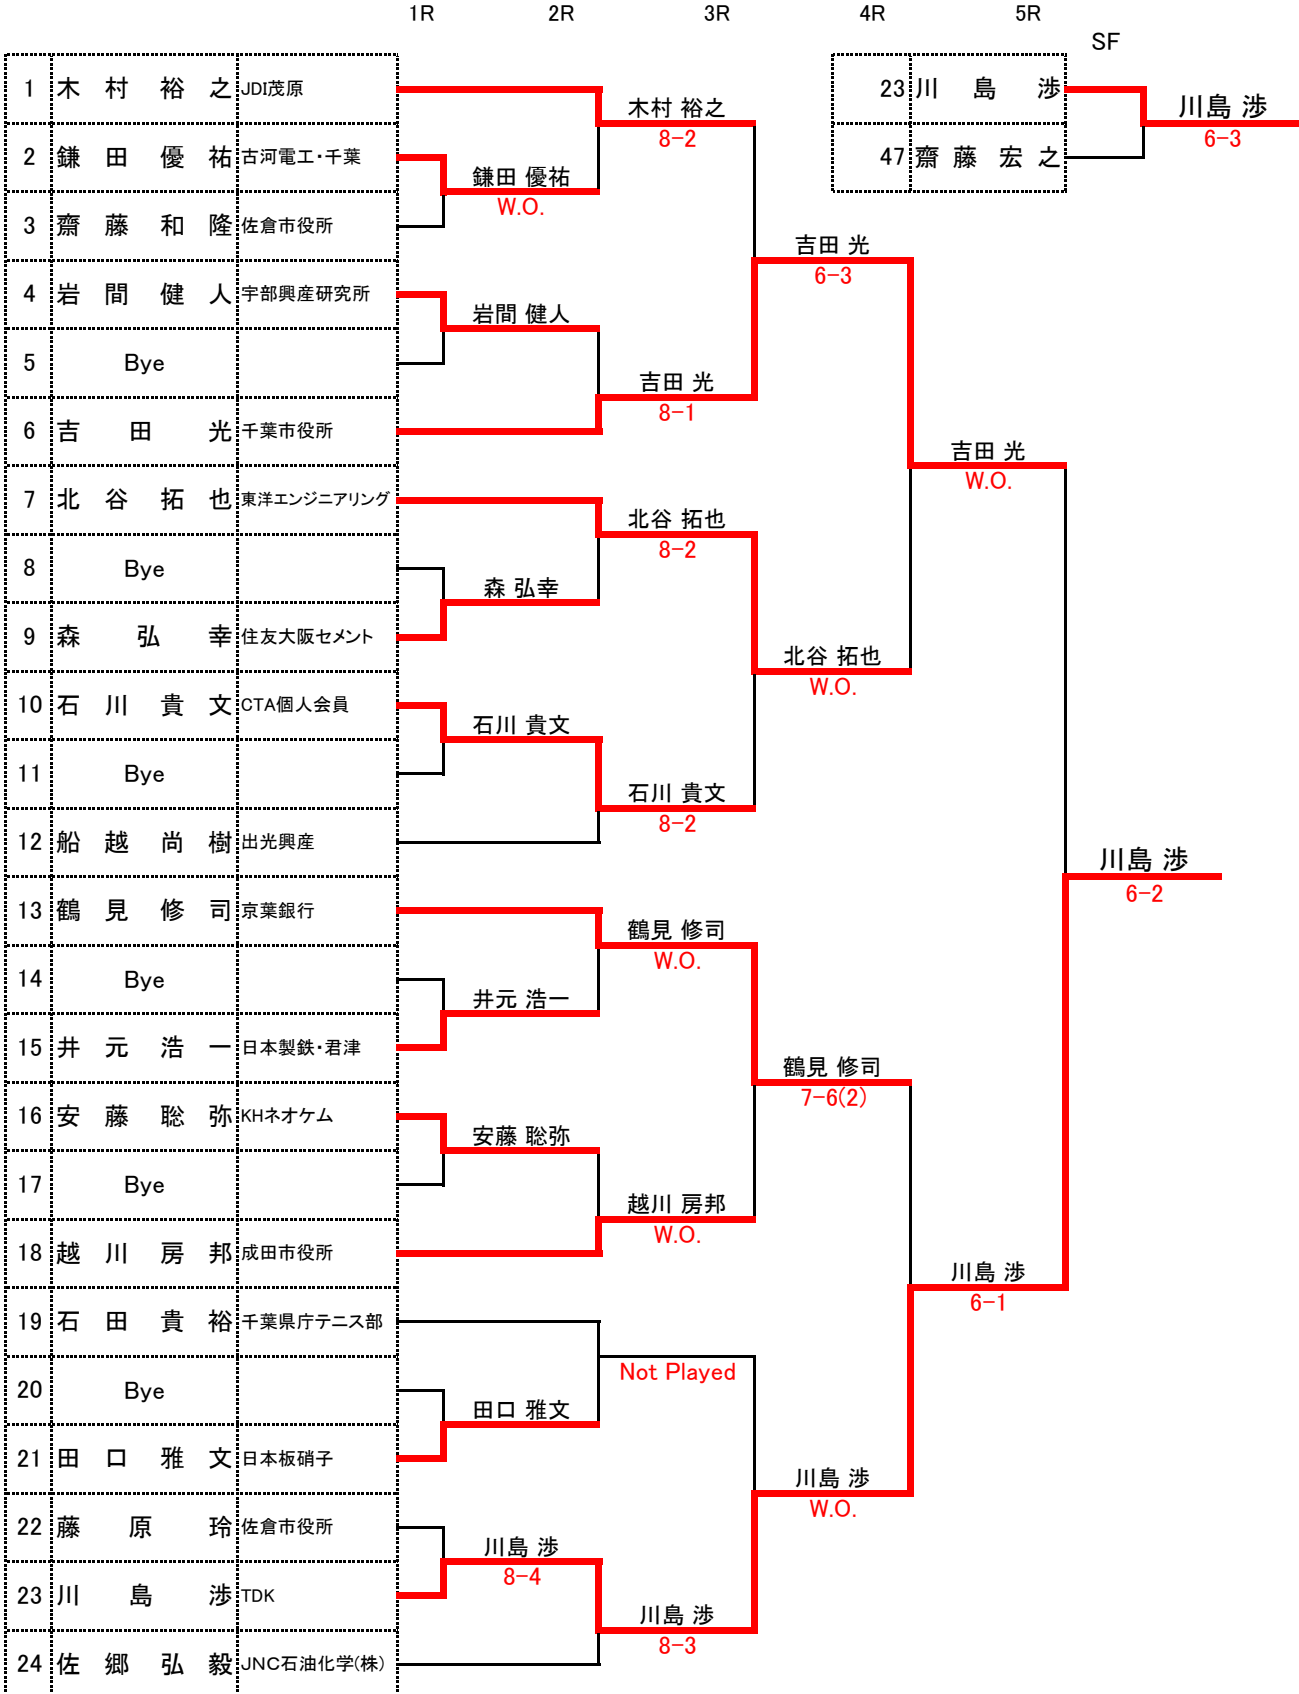 1R 2R 3R 4R 5R
SF
1 木村裕之 JDI茂原
2 鎌田優祐 古河電工・千葉
3 齋藤和隆 佐倉市役所
4 岩間健人 宇部興産研究所
5 Bye
6 吉田光 千葉市役所
7 北谷拓也 東洋エンジニアリング
8 Bye
9 森弘幸 住友大阪セメント
10 石川貴文 CTA個人会員
11 Bye
12 船越尚樹 出光興産
13 鶴見修司 京葉銀行
14 Bye
15 井元浩一 日本製鉄・君津
16 安藤聡弥 KHネオケム
17 Bye
18 越川房邦 成田市役所
19 石田貴裕 千葉県庁テニス部
20 Bye
21 田口雅文 日本板硝子
22 藤原玲 佐倉市役所
23 川島渉 TDK
24 佐郷弘毅 JNC石油化学(株)
鎌田 優祐
W.O.
岩間 健人
森 弘幸
石川 貴文
井元 浩一
安藤 聡弥
田口 雅文
川島 渉
8-4
木村 裕之
8-2
吉田 光
8-1
北谷 拓也
8-2
石川 貴文
8-2
鶴見 修司
W.O.
越川 房邦
W.O.
Not Played
川島 渉
8-3
吉田 光
6-3
北谷 拓也
W.O.
鶴見 修司
7-6(2)
川島 渉
W.O.
吉田 光
W.O.
川島 渉
6-1
川島 渉
6-2
23 川島渉
47 齋藤宏之
川島 渉
6-3